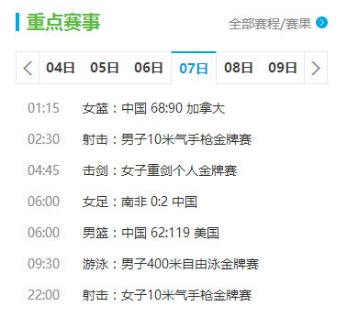 重点赛事 全部赛程/赛果
04日 05日 06日 07日 08日 09日
01:15 女篮：中国 68:90 加拿大
02:30 射击：男子10米气手枪金牌赛
04:45 击剑：女子重剑个人金牌赛
06:00 女足：南非 0:2 中国
06:00 男篮：中国 62:119 美国
09:30 游泳：男子400米自由泳金牌赛
22:00 射击：女子10米气手枪金牌赛